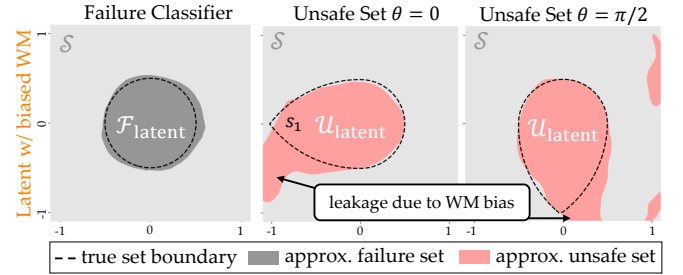 Failure Classifier
Unsafe Set θ = 0
Unsafe Set θ = π/2
Latent w/ biased WM
𝒮
𝒮
𝒮
ℱlatent
s₁
𝒰latent
𝒰latent
leakage due to WM bias
1
0
-1
-1
0
1
-1
0
1
-1
0
1
true set boundary
approx. failure set
approx. unsafe set